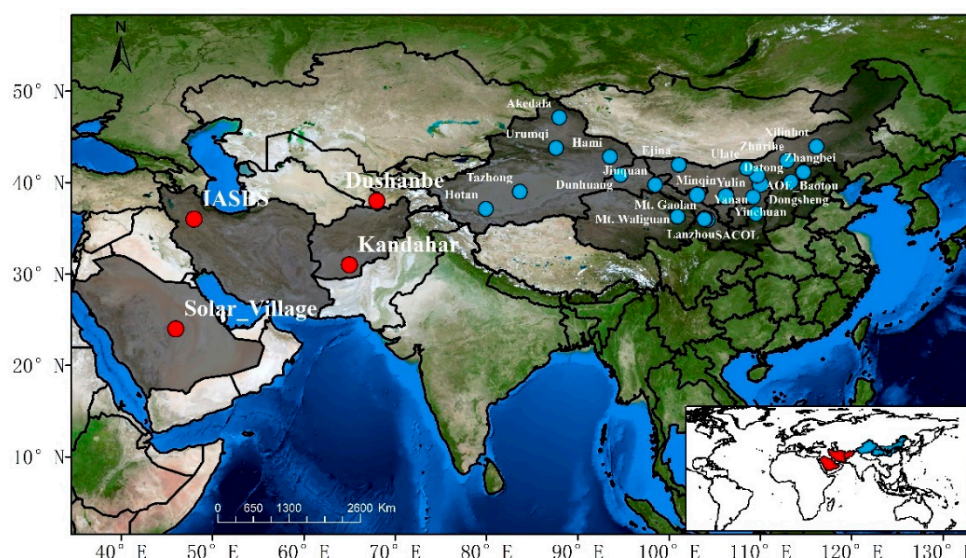 N
50° N
40° N
30° N
20° N
10° N
Akedala
Urumqi
Hami
Ejina
Xilinhot
Zhurihe
Ulate
Datong
Zhangbei
Tazhong
Jiuquan
Hotan
Dunhuang
Minqin
Yulin
AOE
Baotou
Mt. Gaolan
Yanan
Dongsheng
Mt. Waliguan
Yinchuan
Lanzhou
SACOL
Dushanbe
IASBS
Kandahar
Solar_Village
0 650 1300 2600 Km
40° E 50° E 60° E 70° E 80° E 90° E 100° E 110° E 120° E 130° E